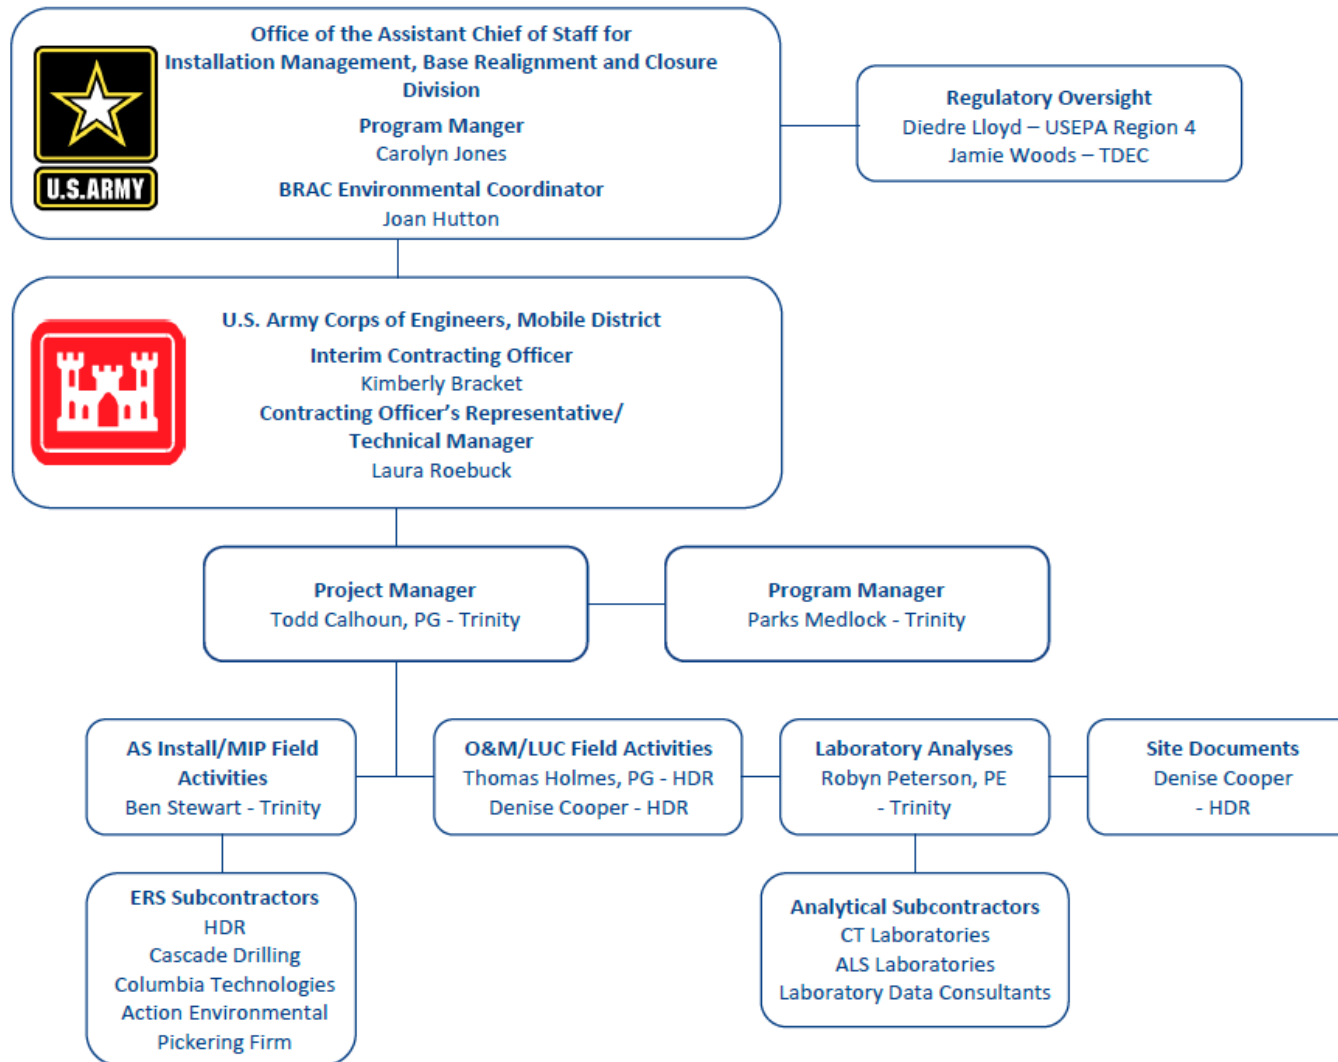 Office of the Assistant Chief of Staff for
Installation Management, Base Realignment and Closure
Division
Program Manger
Carolyn Jones
BRAC Environmental Coordinator
Joan Hutton
U.S.ARMY
Regulatory Oversight
Diedre Lloyd – USEPA Region 4
Jamie Woods – TDEC
U.S. Army Corps of Engineers, Mobile District
Interim Contracting Officer
Kimberly Bracket
Contracting Officer's Representative/
Technical Manager
Laura Roebuck
Project Manager
Todd Calhoun, PG - Trinity
Program Manager
Parks Medlock - Trinity
AS Install/MIP Field
Activities
Ben Stewart - Trinity
O&M/LUC Field Activities
Thomas Holmes, PG - HDR
Denise Cooper - HDR
Laboratory Analyses
Robyn Peterson, PE
- Trinity
Site Documents
Denise Cooper
- HDR
ERS Subcontractors
HDR
Cascade Drilling
Columbia Technologies
Action Environmental
Pickering Firm
Analytical Subcontractors
CT Laboratories
ALS Laboratories
Laboratory Data Consultants